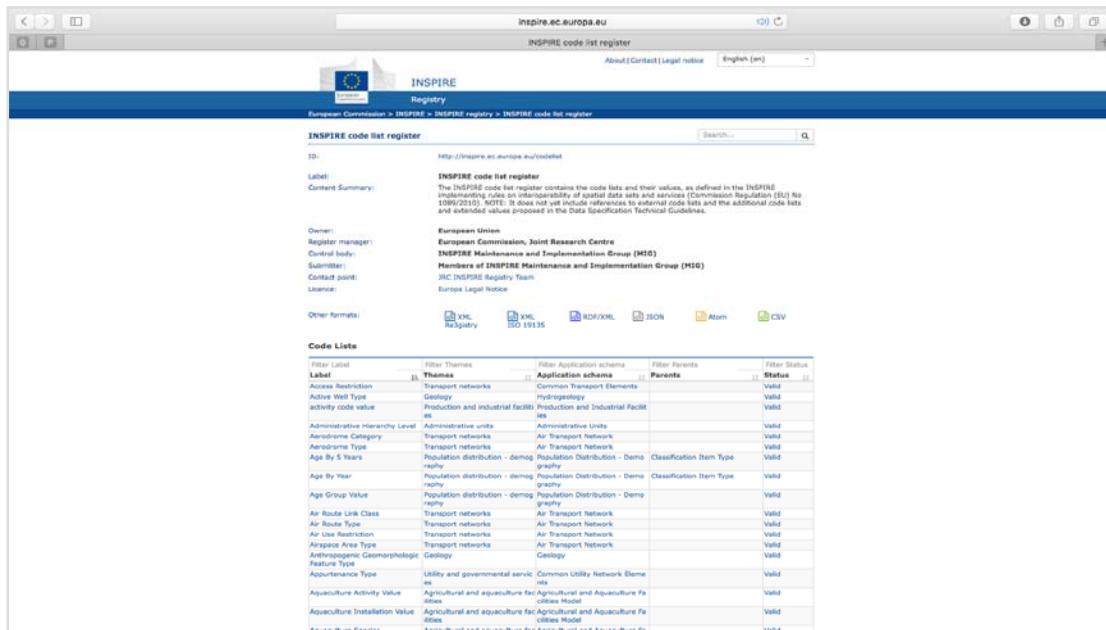 inspire.ec.europa.eu
INSPIRE code list register
About | Contact | Legal notice
English (en)
INSPIRE
Registry
European Commission > INSPIRE > INSPIRE registry > INSPIRE code list register
INSPIRE code list register
Search...
ID:
http://inspire.ec.europa.eu/codelist
Label:
INSPIRE code list register
Content Summary:
The INSPIRE code list register contains the code lists and their values, as defined in the INSPIRE
implementing rules on interoperability of spatial data sets and services (Commission Regulation (EU) No
1089/2010). NOTE: It does not yet include references to external code lists and the additional code lists
and extended values proposed in the Data Specification Technical Guidelines.
Owner:
European Union
Register manager:
European Commission, Joint Research Centre
Control body:
INSPIRE Maintenance and Implementation Group (MIG)
Submitter:
Members of INSPIRE Maintenance and Implementation Group (MIG)
Contact point:
JRC INSPIRE Registry Team
Licence:
Europa Legal Notice
Other formats:
XML Re3gistry
XML ISO 19135
RDF/XML
JSON
Atom
CSV
Code Lists
Filter Label Filter Themes Filter Application schema Filter Parents Filter Status
Label Themes Application schema Parents Status
Access Restriction Transport networks Common Transport Elements Valid
Active Well Type Geology Hydrogeology Valid
activity code value Production and industrial faciliti Production and Industrial Facilit Valid
es ies
Administrative Hierarchy Level Administrative units Administrative Units Valid
Aerodrome Category Transport networks Air Transport Network Valid
Aerodrome Type Transport networks Air Transport Network Valid
Age By 5 Years Population distribution - demog Population Distribution - Demo Classification Item Type Valid
raphy graphy
Age By Year Population distribution - demog Population Distribution - Demo Classification Item Type Valid
raphy graphy
Age Group Value Population distribution - demog Population Distribution - Demo Valid
raphy graphy
Air Route Link Class Transport networks Air Transport Network Valid
Air Route Type Transport networks Air Transport Network Valid
Air Use Restriction Transport networks Air Transport Network Valid
Airspace Area Type Transport networks Air Transport Network Valid
Anthropogenic Geomorphologic Geology Geology Valid
Feature Type
Appurtenance Type Utility and governmental servic Common Utility Network Eleme Valid
es nts
Aquaculture Activity Value Agricultural and aquaculture fac Agricultural and Aquaculture Fa Valid
ilities cilities Model
Aquaculture Installation Value Agricultural and aquaculture fac Agricultural and Aquaculture Fa Valid
ilities cilities Model